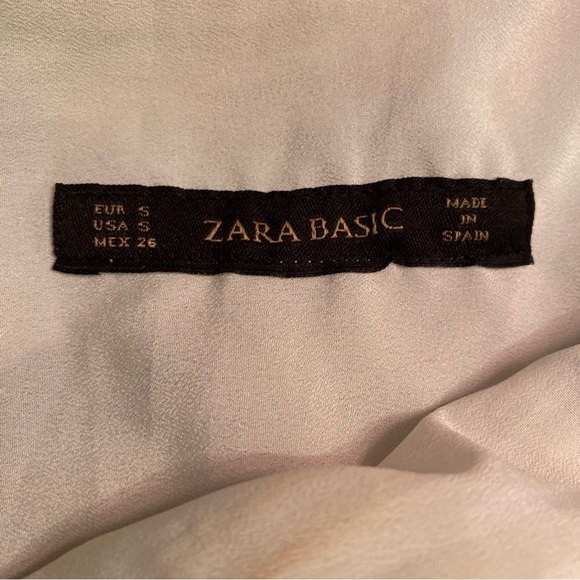 EUR S
USA S
MEX 26
ZARA BASIC
MADE
IN
SPAIN